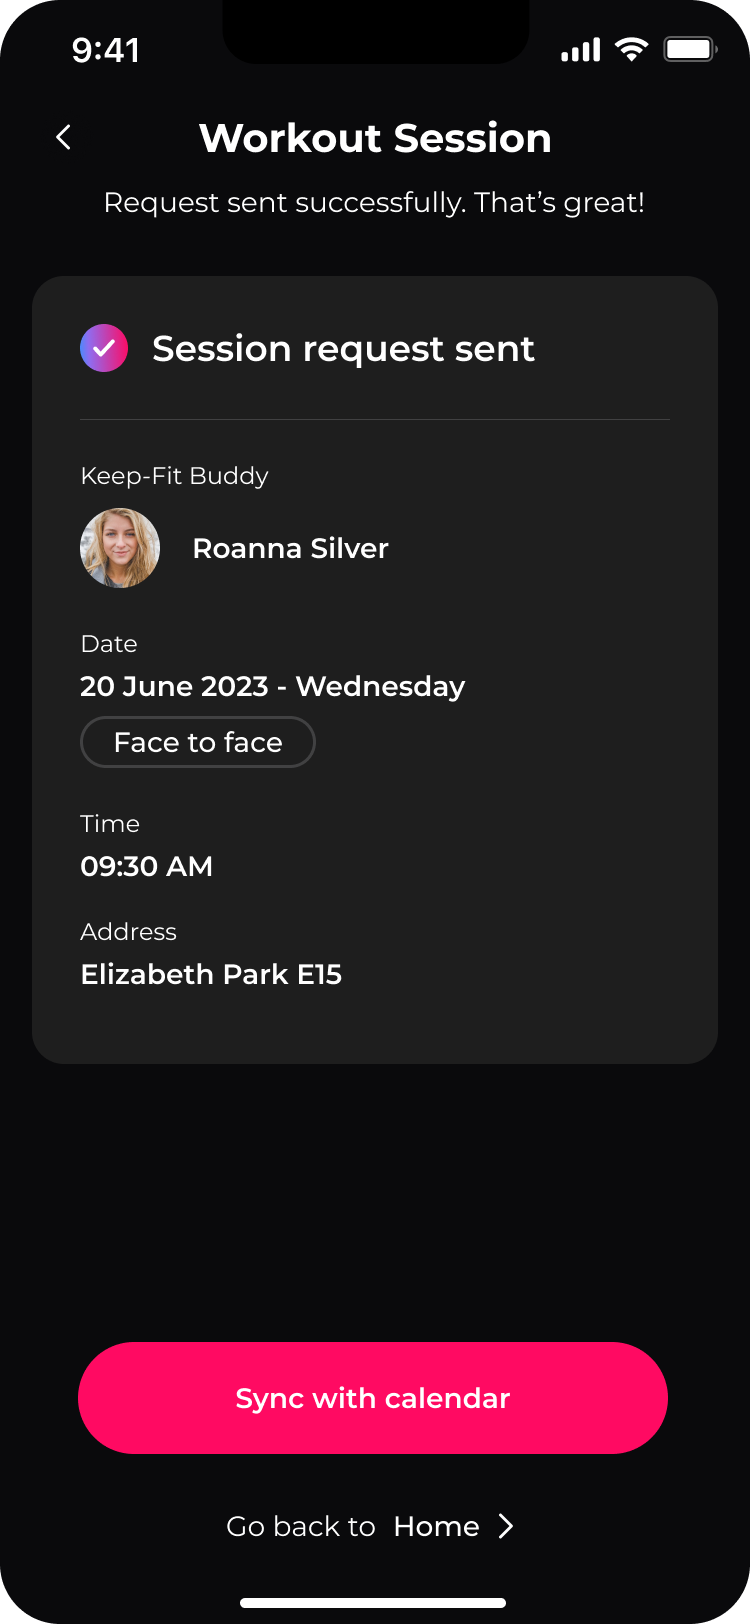 9:41
Workout Session
Request sent successfully. That’s great!
Session request sent
Keep-Fit Buddy
Roanna Silver
Date
20 June 2023 - Wednesday
Face to face
Time
09:30 AM
Address
Elizabeth Park E15
Sync with calendar
Go back to Home